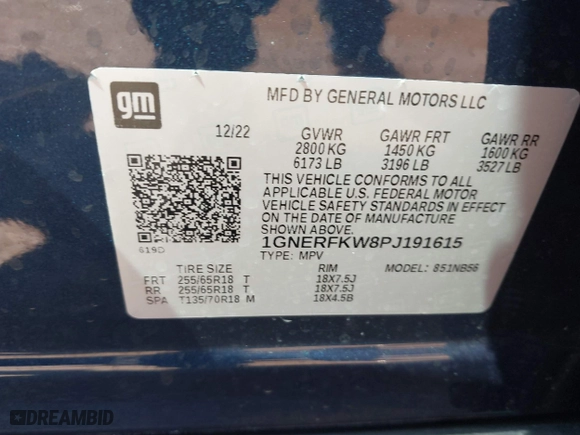 gm
MFD BY GENERAL MOTORS LLC
12/22 GVWR GAWR FRT GAWR RR
2800 KG 1450 KG 1600 KG
6173 LB 3196 LB 3527 LB
THIS VEHICLE CONFORMS TO ALL
APPLICABLE U.S. FEDERAL MOTOR
VEHICLE SAFETY STANDARDS IN EFFECT
ON THE DATE OF MANUFACTURE
SHOWN ABOVE.
619D
1GNERFKW8PJ191615
TYPE: MPV MODEL: 851NB56
TIRE SIZE RIM
FRT 255/65R18 T 18X7.5J
RR 255/65R18 T 18X7.5J
SPA T135/70R18 M 18X4.5B
DREAMBID